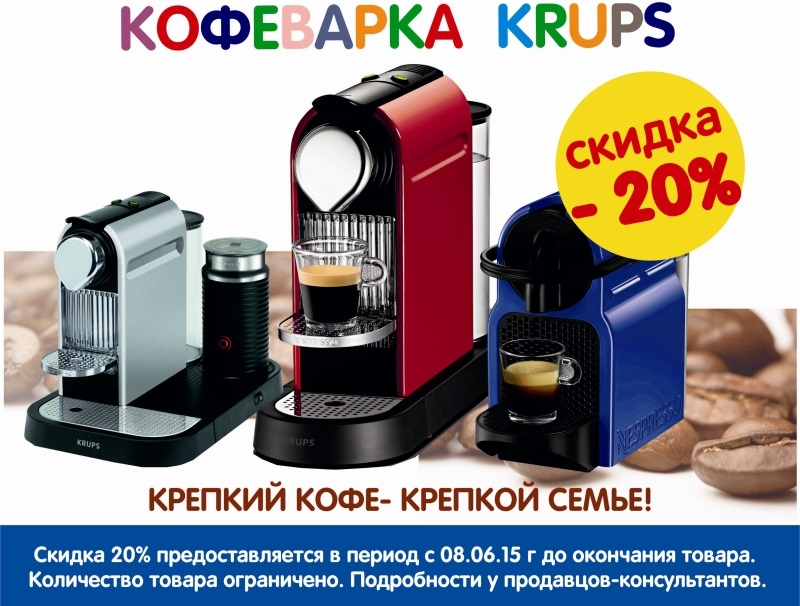 КОФЕВАРКА KRUPS
скидка
- 20%
NESPRESSO
KRUPS
KRUPS
NESPRESSO
КРЕПКИЙ КОФЕ- КРЕПКОЙ СЕМЬЕ!
Скидка 20% предоставляется в период с 08.06.15 г до окончания товара.
Количество товара ограничено. Подробности у продавцов-консультантов.